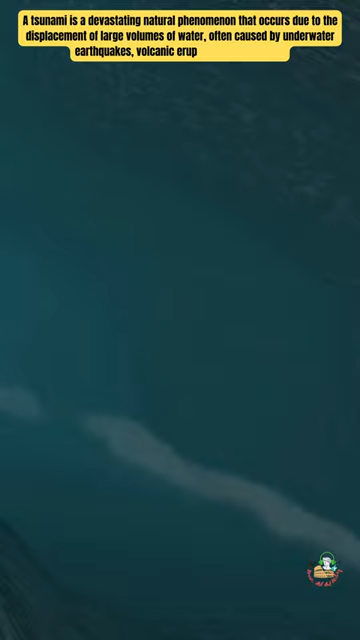 A tsunami is a devastating natural phenomenon that occurs due to the
displacement of large volumes of water, often caused by underwater
earthquakes, volcanic erup